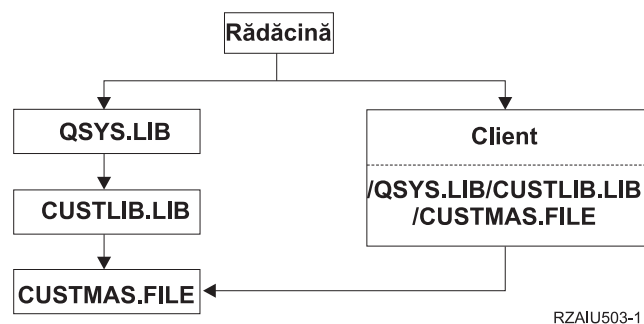 Rădăcină
QSYS.LIB
CUSTLIB.LIB
CUSTMAS.FILE
Client
/QSYS.LIB/CUSTLIB.LIB
/CUSTMAS.FILE
RZAIU503-1